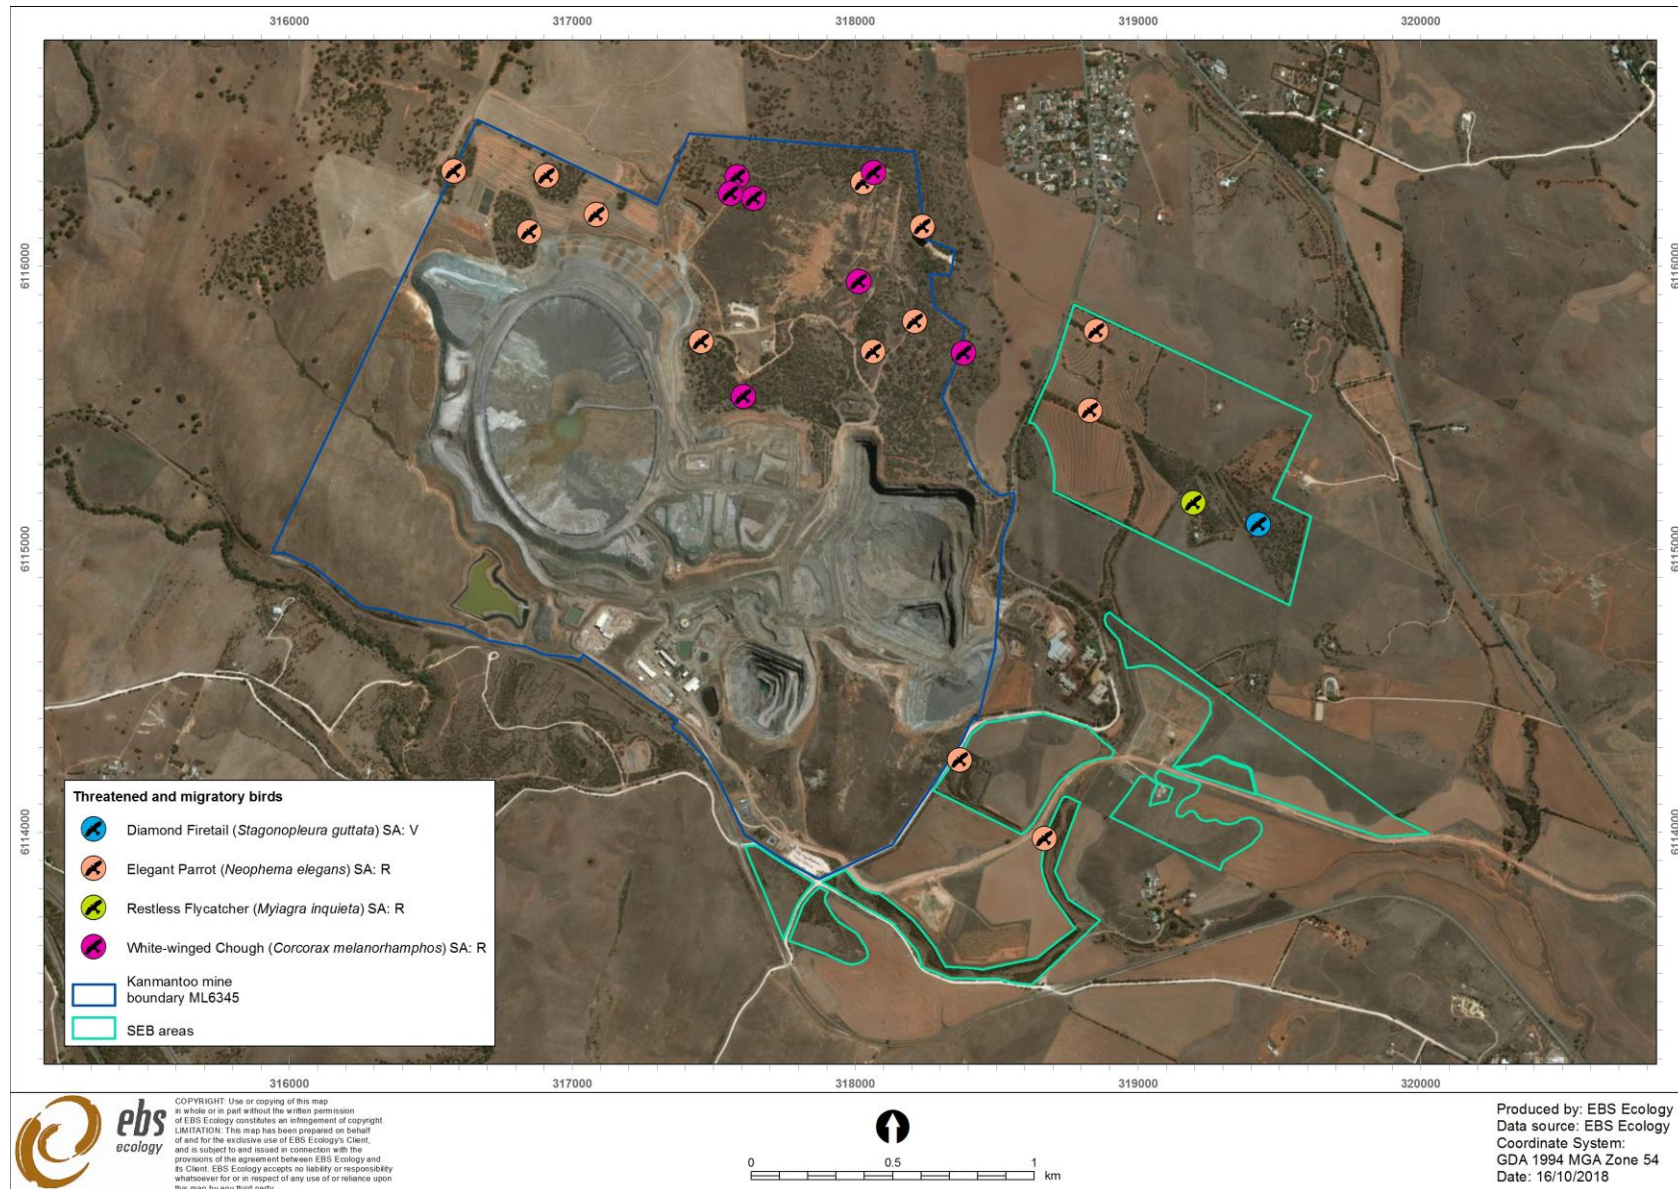 316000 317000 318000 319000 320000
6116000 6116000
6115000 6115000
6114000 6114000
Threatened and migratory birds
Diamond Firetail (Stagonopleura guttata) SA: V
Elegant Parrot (Neophema elegans) SA: R
Restless Flycatcher (Myiagra inquieta) SA: R
White-winged Chough (Corcorax melanorhamphos) SA: R
Kanmantoo mine
boundary ML6345
SEB areas
316000 317000 318000 319000 320000
ebs
ecology
COPYRIGHT: Use or copying of this map
in whole or in part without the written permission
of EBS Ecology constitutes an infringement of copyright.
LIMITATION: This map has been prepared on behalf
of and for the exclusive use of EBS Ecology's Client,
and is subject to and issued in connection with the
provisions of the agreement between EBS Ecology and
its Client. EBS Ecology accepts no liability or responsibility
whatsoever for or in respect of any use of or reliance upon
this map by any third party.
0 0.5 1
km
Produced by: EBS Ecology
Data source: EBS Ecology
Coordinate System:
GDA 1994 MGA Zone 54
Date: 16/10/2018